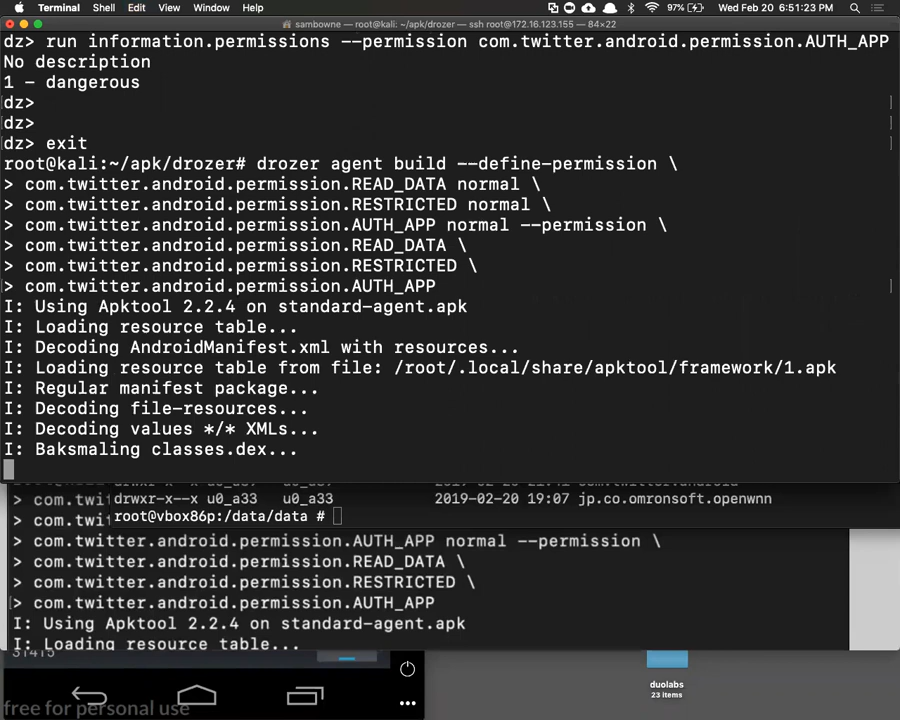 Terminal Shell Edit View Window Help 97% Wed Feb 20 6:51:23 PM
sambowne — root@kali: ~/apk/drozer — ssh root@172.16.123.155 — 84×22
dz> run information.permissions --permission com.twitter.android.permission.AUTH_APP
No description
1 - dangerous
dz>
dz>
dz> exit
root@kali:~/apk/drozer# drozer agent build --define-permission \
> com.twitter.android.permission.READ_DATA normal \
> com.twitter.android.permission.RESTRICTED normal \
> com.twitter.android.permission.AUTH_APP normal --permission \
> com.twitter.android.permission.READ_DATA \
> com.twitter.android.permission.RESTRICTED \
> com.twitter.android.permission.AUTH_APP
I: Using Apktool 2.2.4 on standard-agent.apk
I: Loading resource table...
I: Decoding AndroidManifest.xml with resources...
I: Loading resource table from file: /root/.local/share/apktool/framework/1.apk
I: Regular manifest package...
I: Decoding file-resources...
I: Decoding values */* XMLs...
I: Baksmaling classes.dex...
> com.twi
drwxr-x--x u0_a33 u0_a33 2019-02-20 19:07 jp.co.omronsoft.openwnn
> com.twi
root@vbox86p:/data/data #
> com.twitter.android.permission.AUTH_APP normal --permission \
> com.twitter.android.permission.READ_DATA \
> com.twitter.android.permission.RESTRICTED \
> com.twitter.android.permission.AUTH_APP
I: Using Apktool 2.2.4 on standard-agent.apk
I: Loading resource table...
31415
duolabs
23 items
free for personal use